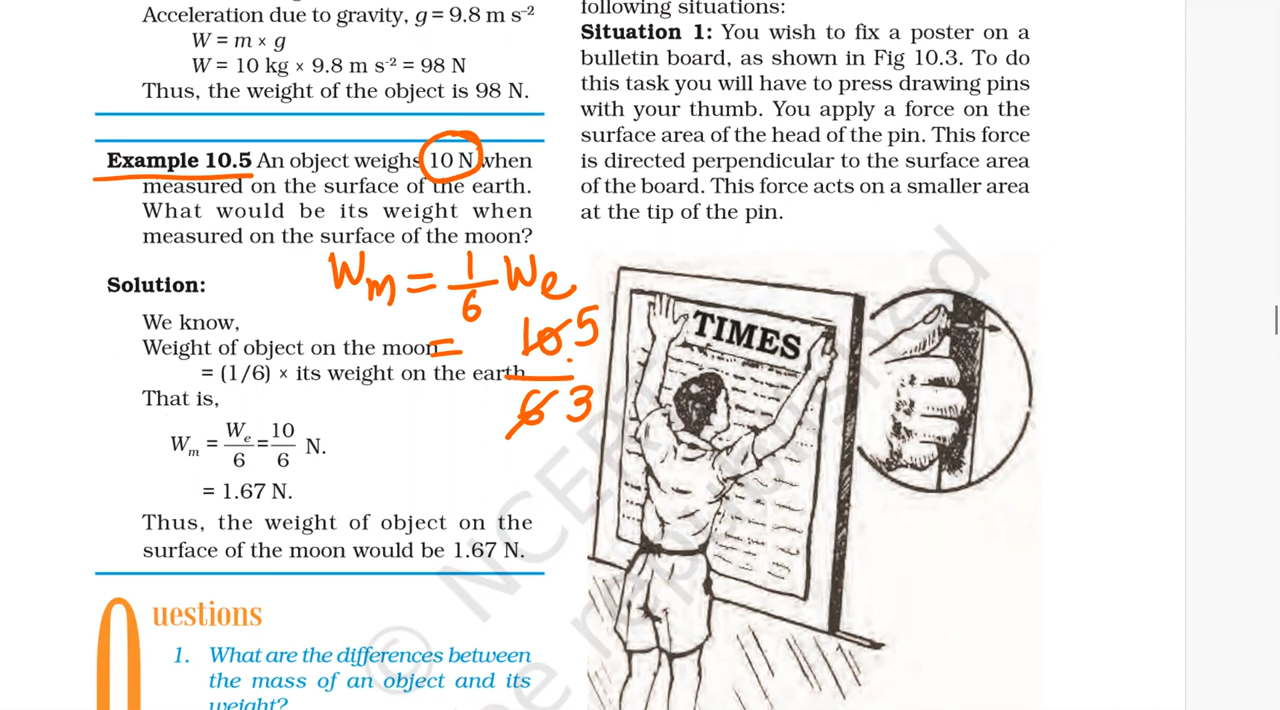 Acceleration due to gravity, g = 9.8 m s⁻²
W = m × g
W = 10 kg × 9.8 m s⁻² = 98 N
Thus, the weight of the object is 98 N.
Example 10.5 An object weighs 10 N when
measured on the surface of the earth.
What would be its weight when
measured on the surface of the moon?
Wm = 1/6 We
= 10 5
6 3
Solution:
We know,
Weight of object on the moon
= (1/6) × its weight on the earth
That is,
Wm = We/6 = 10/6 N.
= 1.67 N.
Thus, the weight of object on the
surface of the moon would be 1.67 N.
Questions
1. What are the differences between
the mass of an object and its
weight?
following situations:
Situation 1: You wish to fix a poster on a
bulletin board, as shown in Fig 10.3. To do
this task you will have to press drawing pins
with your thumb. You apply a force on the
surface area of the head of the pin. This force
is directed perpendicular to the surface area
of the board. This force acts on a smaller area
at the tip of the pin.
TIMES
© NCERT
be republished